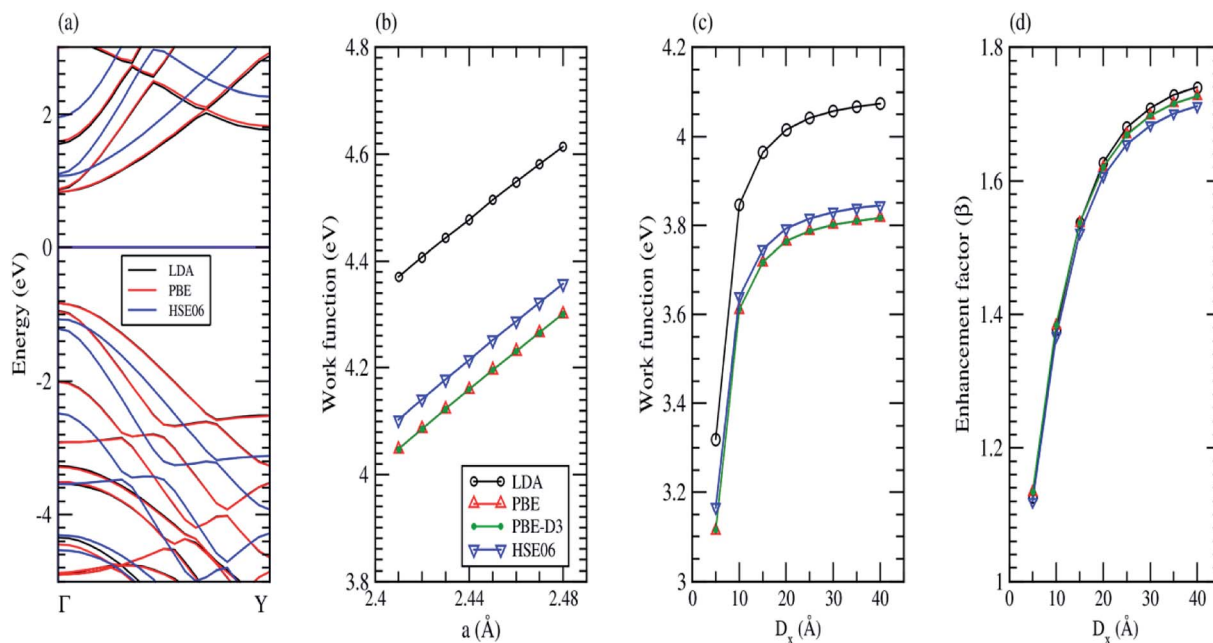 (a)
Energy (eV)
2
0
-2
-4
Γ
Y
LDA
PBE
HSE06
(b)
Work function (eV)
4.8
4.6
4.4
4.2
4
3.8
2.4
2.44
2.48
a (Å)
LDA
PBE
PBE-D3
HSE06
(c)
Work function (eV)
4.2
4
3.8
3.6
3.4
3.2
3
0
10
20
30
40
Dx (Å)
(d)
Enhancement factor (β)
1.8
1.6
1.4
1.2
1
0
10
20
30
40
Dx (Å)